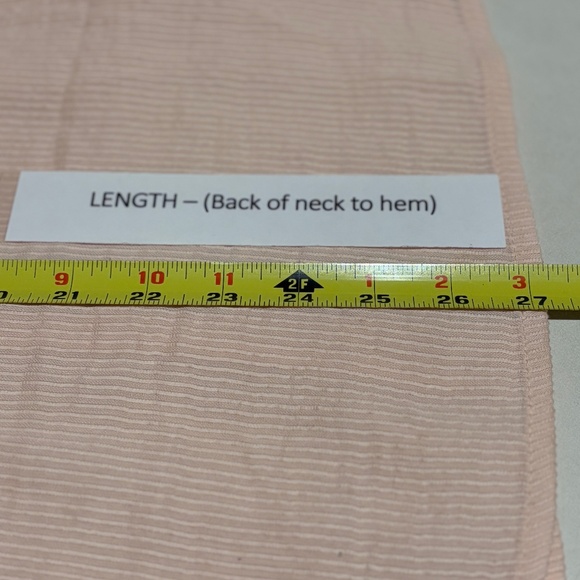 LENGTH – (Back of neck to hem)
9 10 11 2F 1 2 3
21 22 23 24 25 26 27